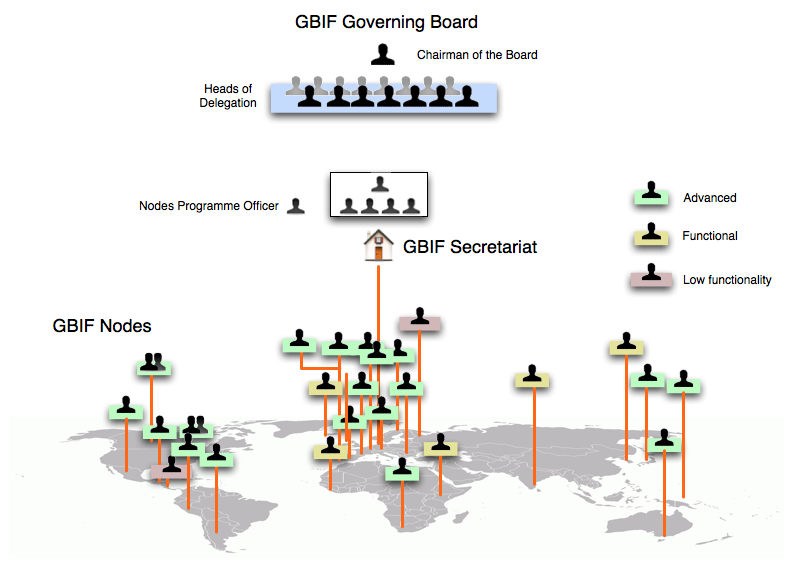 GBIF Governing Board
Chairman of the Board
Heads of
Delegation
Nodes Programme Officer
Advanced
Functional
GBIF Secretariat
Low functionality
GBIF Nodes